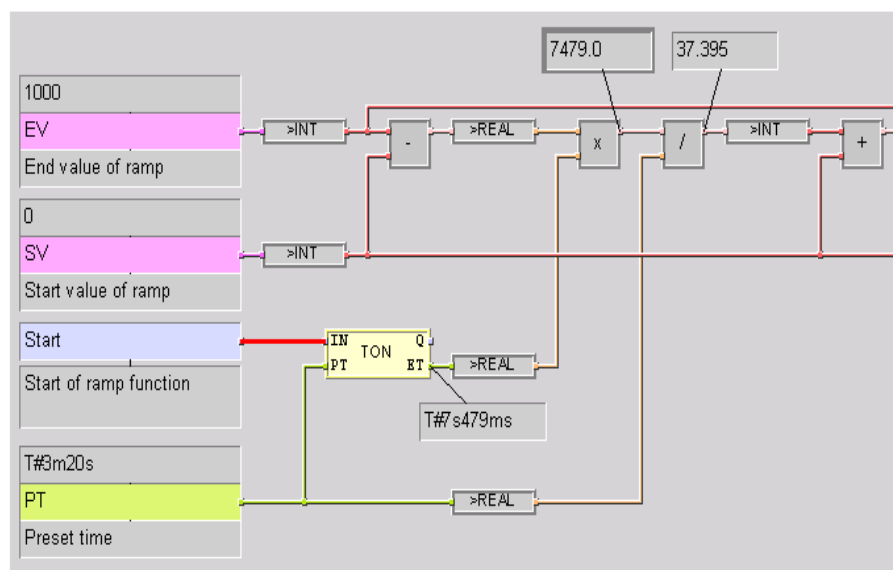 7479.0
37.395
1000
EV
End value of ramp
>INT
-
>REAL
x
/
>INT
+
0
SV
Start value of ramp
>INT
Start
Start of ramp function
IN Q
TON
PT ET
>REAL
T#7s479ms
T#3m20s
PT
Preset time
>REAL